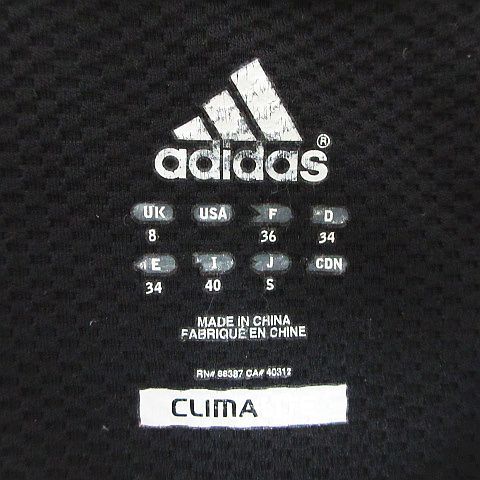 adidas®
UK USA F D
8 36 34
E I J CDN
34 40 S
MADE IN CHINA
FABRIQUÉ EN CHINE
RN# 88387 CA# 40312
CLIMA